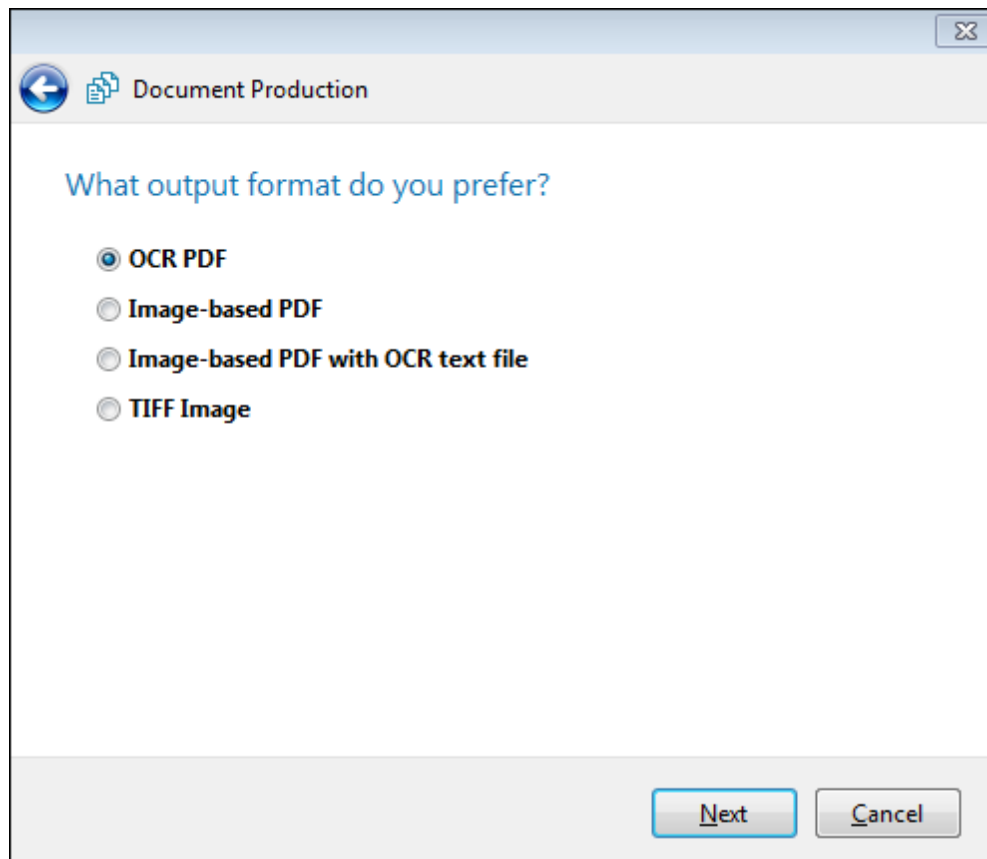 Document Production
What output format do you prefer?
OCR PDF
Image-based PDF
Image-based PDF with OCR text file
TIFF Image
Next
Cancel